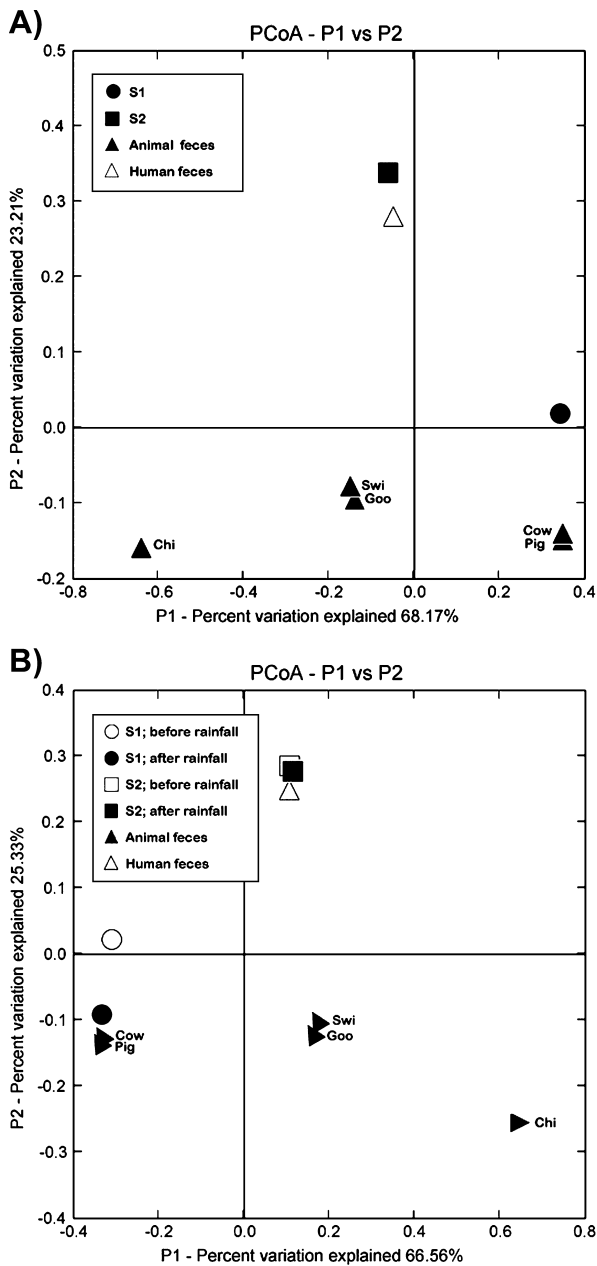 A)
PCoA - P1 vs P2
S1
S2
Animal feces
Human feces
P2 - Percent variation explained 23.21%
0.5
0.4
0.3
0.2
0.1
0.0
-0.1
-0.2
Swi
Goo
Cow
Pig
Chi
-0.8 -0.6 -0.4 -0.2 0.0 0.2 0.4
P1 - Percent variation explained 68.17%
B)
PCoA - P1 vs P2
S1; before rainfall
S1; after rainfall
S2; before rainfall
S2; after rainfall
Animal feces
Human feces
P2 - Percent variation explained 25.33%
0.4
0.3
0.2
0.1
0.0
-0.1
-0.2
-0.3
-0.4
Swi
Goo
Cow
Pig
Chi
-0.4 -0.2 0.0 0.2 0.4 0.6 0.8
P1 - Percent variation explained 66.56%